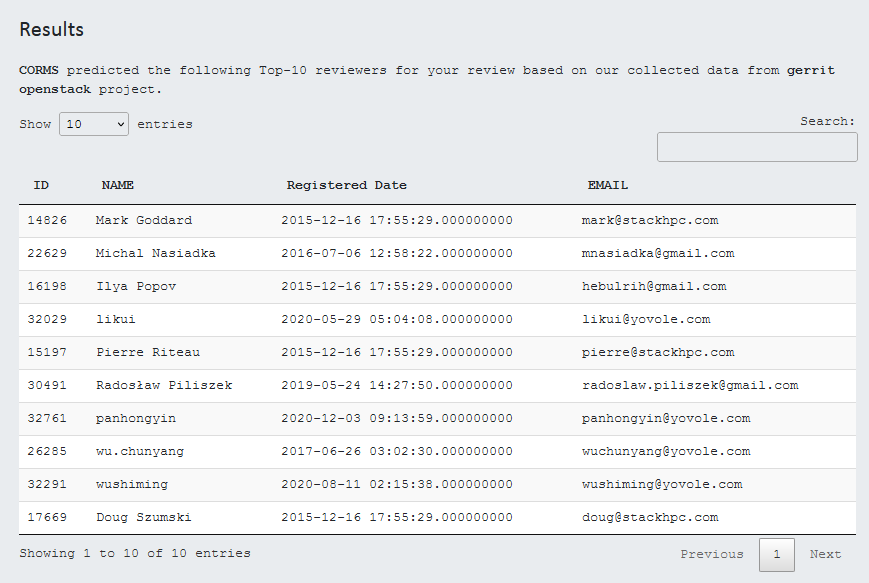 Results
CORMS predicted the following Top-10 reviewers for your review based on our collected data from gerrit
openstack project.
Show 10 entries
Search:
ID NAME Registered Date EMAIL
14826 Mark Goddard 2015-12-16 17:55:29.000000000 mark@stackhpc.com
22629 Michal Nasiadka 2016-07-06 12:58:22.000000000 mnasiadka@gmail.com
16198 Ilya Popov 2015-12-16 17:55:29.000000000 hebulrih@gmail.com
32029 likui 2020-05-29 05:04:08.000000000 likui@yovole.com
15197 Pierre Riteau 2015-12-16 17:55:29.000000000 pierre@stackhpc.com
30491 Radosław Piliszek 2019-05-24 14:27:50.000000000 radoslaw.piliszek@gmail.com
32761 panhongyin 2020-12-03 09:13:59.000000000 panhongyin@yovole.com
26285 wu.chunyang 2017-06-26 03:02:30.000000000 wuchunyang@yovole.com
32291 wushiming 2020-08-11 02:15:38.000000000 wushiming@yovole.com
17669 Doug Szumski 2015-12-16 17:55:29.000000000 doug@stackhpc.com
Showing 1 to 10 of 10 entries
Previous 1 Next